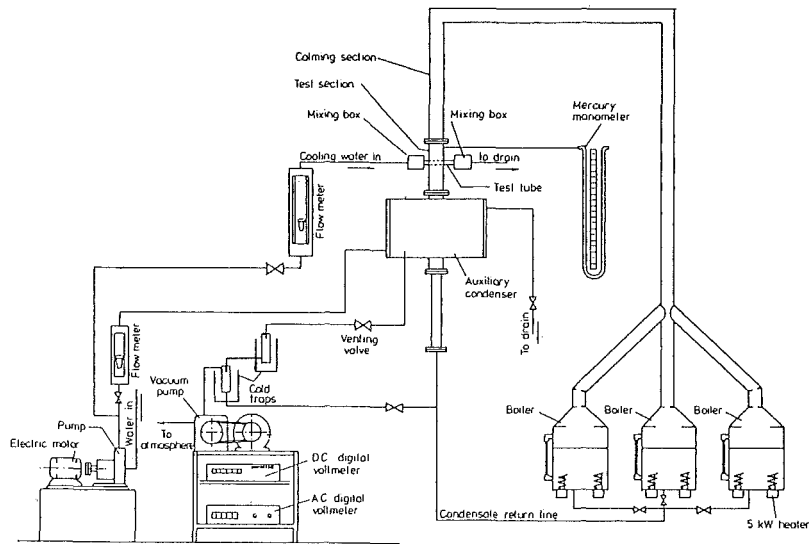 Calming section
Test section
Mixing box
Mixing box
Mercury
manometer
Cooling water in
To drain
Test tube
Flow meter
Auxiliary
condenser
To drain
Venting
valve
Flow meter
Cold
traps
Vacuum
pump
To
atmosphere
Water in
Pump
Electric motor
DC digital
voltmeter
AC digital
voltmeter
Boiler
Boiler
Boiler
Condensate return line
5 kW heater